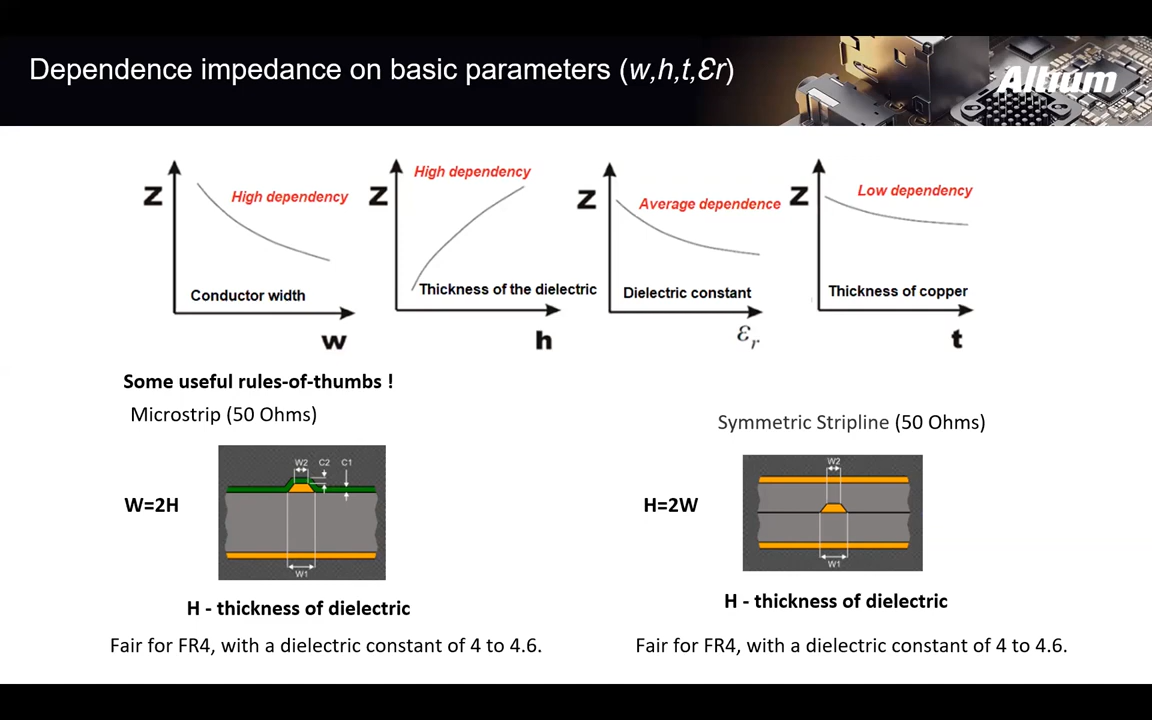 Dependence impedance on basic parameters (w,h,t,Ɛr)
Altium®
Z
High dependency
Conductor width
w
Z
High dependency
Thickness of the dielectric
h
Z
Average dependence
Dielectric constant
εr
Z
Low dependency
Thickness of copper
t
Some useful rules-of-thumbs !
Microstrip (50 Ohms)
W2 C2 C1
W=2H
W1
H - thickness of dielectric
Fair for FR4, with a dielectric constant of 4 to 4.6.
Symmetric Stripline (50 Ohms)
W2
H=2W
W1
H - thickness of dielectric
Fair for FR4, with a dielectric constant of 4 to 4.6.